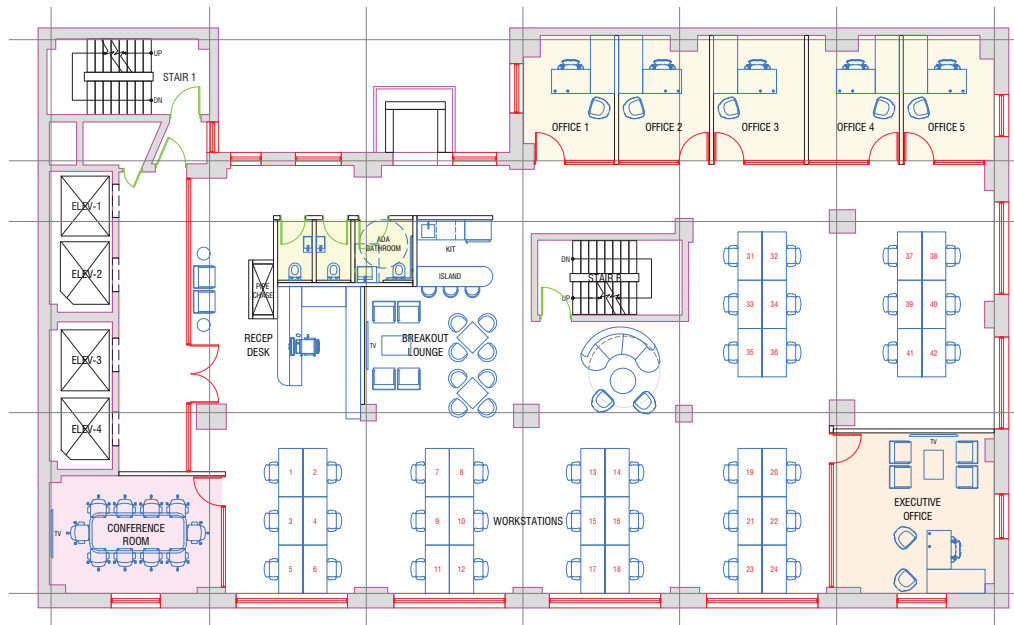 UP
STAIR 1
DN
OFFICE 1
OFFICE 2
OFFICE 3
OFFICE 4
OFFICE 5
ELEV-1
ELEV-2
ELEV-3
ELEV-4
ADA
BATHROOM
KIT
ISLAND
PIPE
CHASE
RECEP
DESK
TV
BREAKOUT
LOUNGE
DN
STAIR B
UP
31 32
33 34
35 36
37 38
39 40
41 42
1 2
3 4
5 6
7 8
9 10
11 12
WORKSTATIONS
13 14
15 16
17 18
19 20
21 22
23 24
TV
EXECUTIVE
OFFICE
TV
CONFERENCE
ROOM